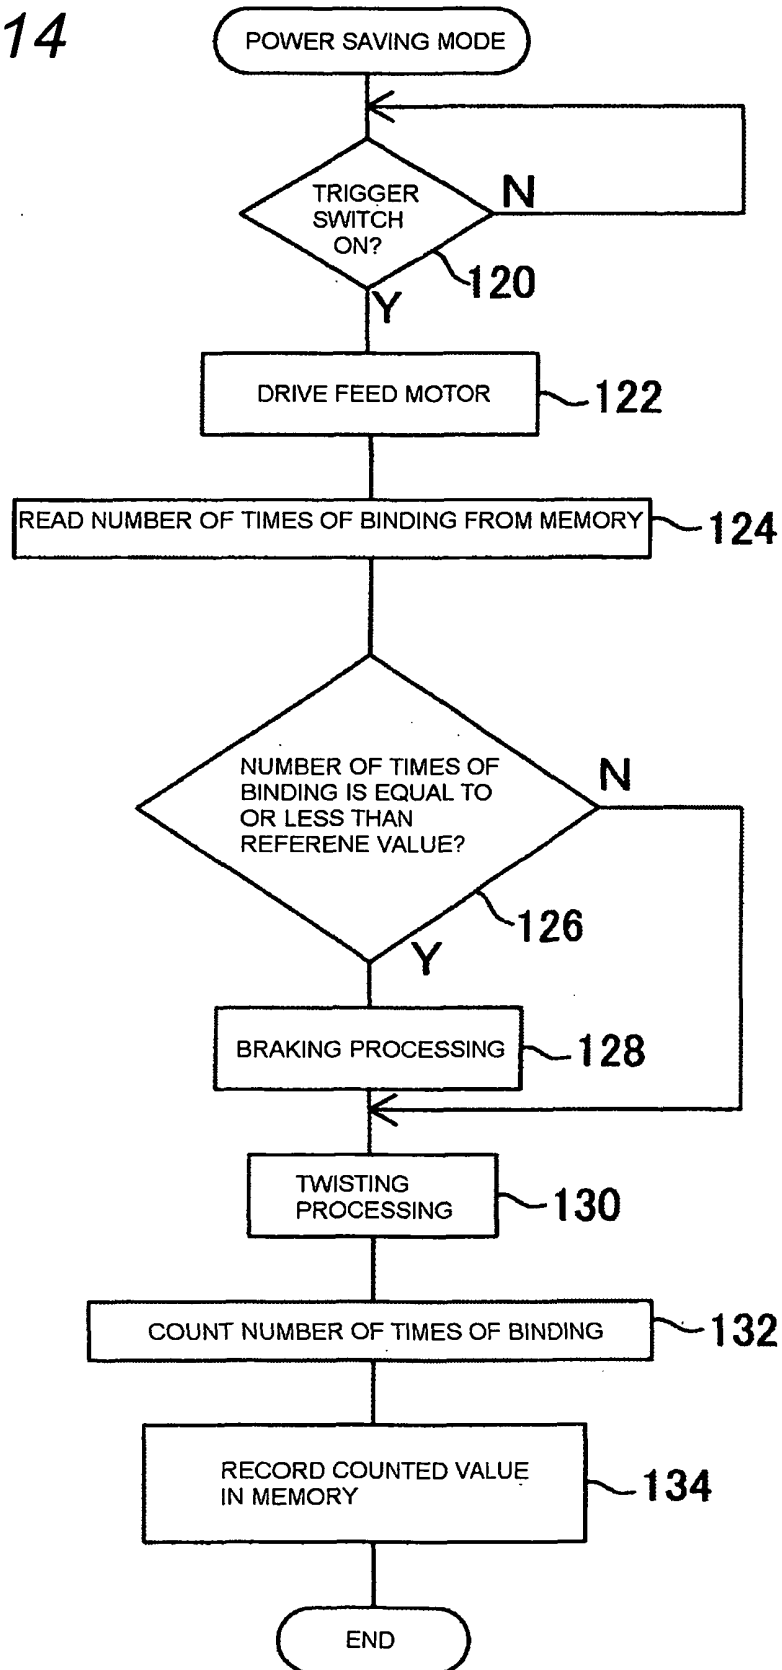 14
POWER SAVING MODE
TRIGGER
SWITCH
ON?
N
120
Y
DRIVE FEED MOTOR
122
READ NUMBER OF TIMES OF BINDING FROM MEMORY
124
NUMBER OF TIMES OF
BINDING IS EQUAL TO
OR LESS THAN
REFERENE VALUE?
N
126
Y
BRAKING PROCESSING
128
TWISTING
PROCESSING
130
COUNT NUMBER OF TIMES OF BINDING
132
RECORD COUNTED VALUE
IN MEMORY
134
END